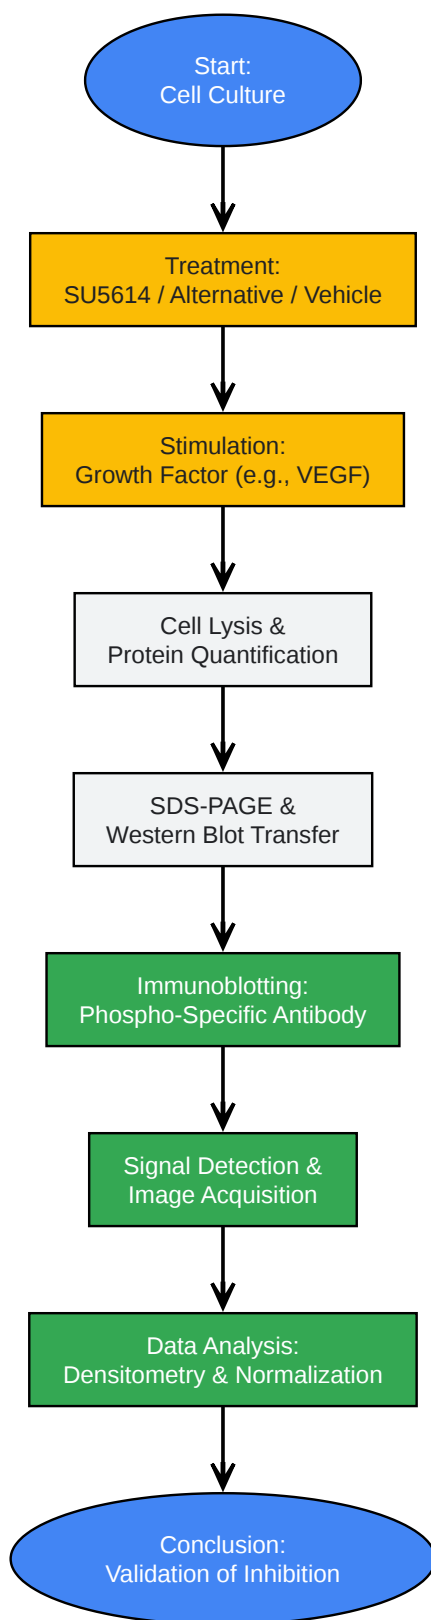 Start:
Cell Culture
Treatment:
SU5614 / Alternative / Vehicle
Stimulation:
Growth Factor (e.g., VEGF)
Cell Lysis &
Protein Quantification
SDS-PAGE &
Western Blot Transfer
Immunoblotting:
Phospho-Specific Antibody
Signal Detection &
Image Acquisition
Data Analysis:
Densitometry & Normalization
Conclusion:
Validation of Inhibition